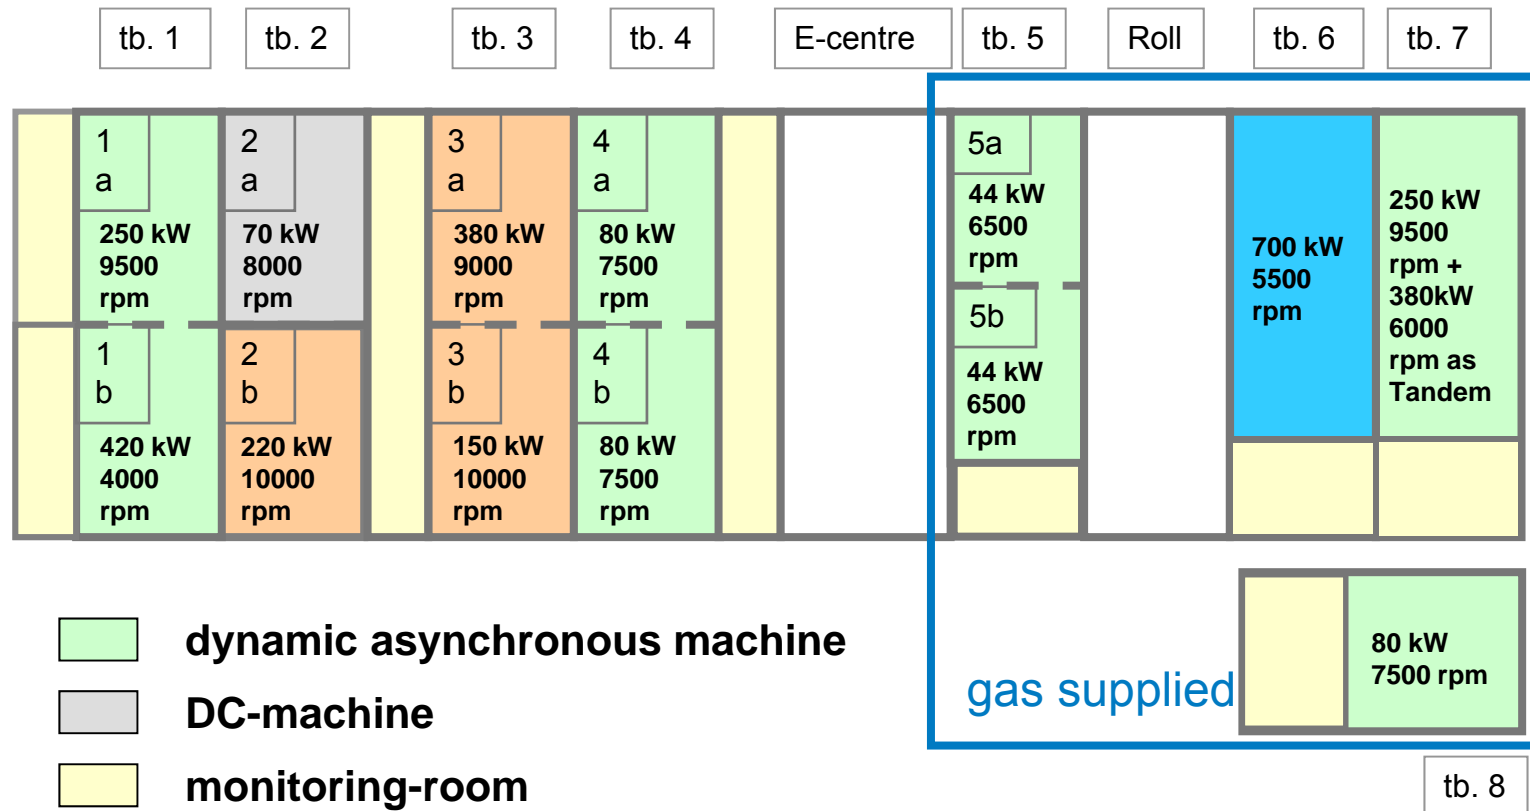 tb. 1
tb. 2
tb. 3
tb. 4
E-centre
tb. 5
Roll
tb. 6
tb. 7
1
a
250 kW
9500
rpm
2
a
70 kW
8000
rpm
3
a
380 kW
9000
rpm
4
a
80 kW
7500
rpm
5a
44 kW
6500
rpm
700 kW
5500
rpm
250 kW
9500
rpm +
380kW
6000
rpm as
Tandem
1
b
420 kW
4000
rpm
2
b
220 kW
10000
rpm
3
b
150 kW
10000
rpm
4
b
80 kW
7500
rpm
5b
44 kW
6500
rpm
dynamic asynchronous machine
DC-machine
monitoring-room
gas supplied
80 kW
7500 rpm
tb. 8